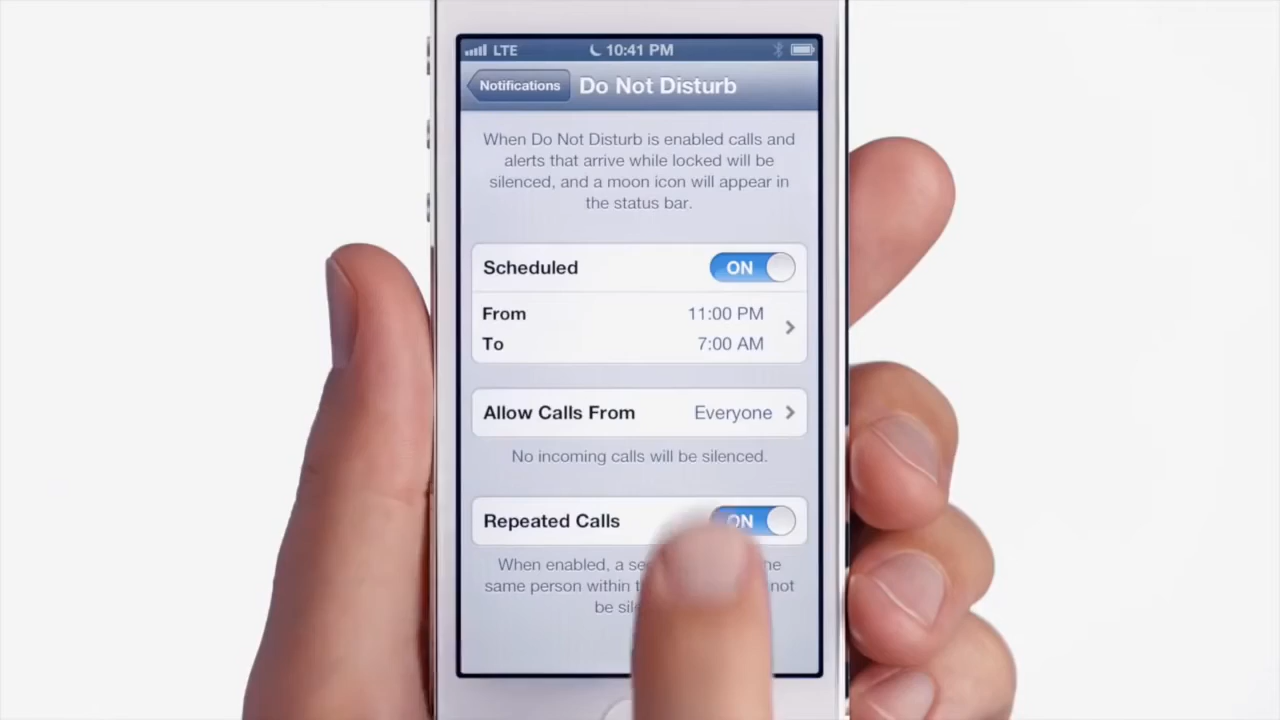 LTE 10:41 PM
Notifications Do Not Disturb
When Do Not Disturb is enabled calls and
alerts that arrive while locked will be
silenced, and a moon icon will appear in
the status bar.
Scheduled ON
From 11:00 PM
To 7:00 AM
Allow Calls From Everyone
No incoming calls will be silenced.
Repeated Calls ON
When enabled, a
same person within not
be